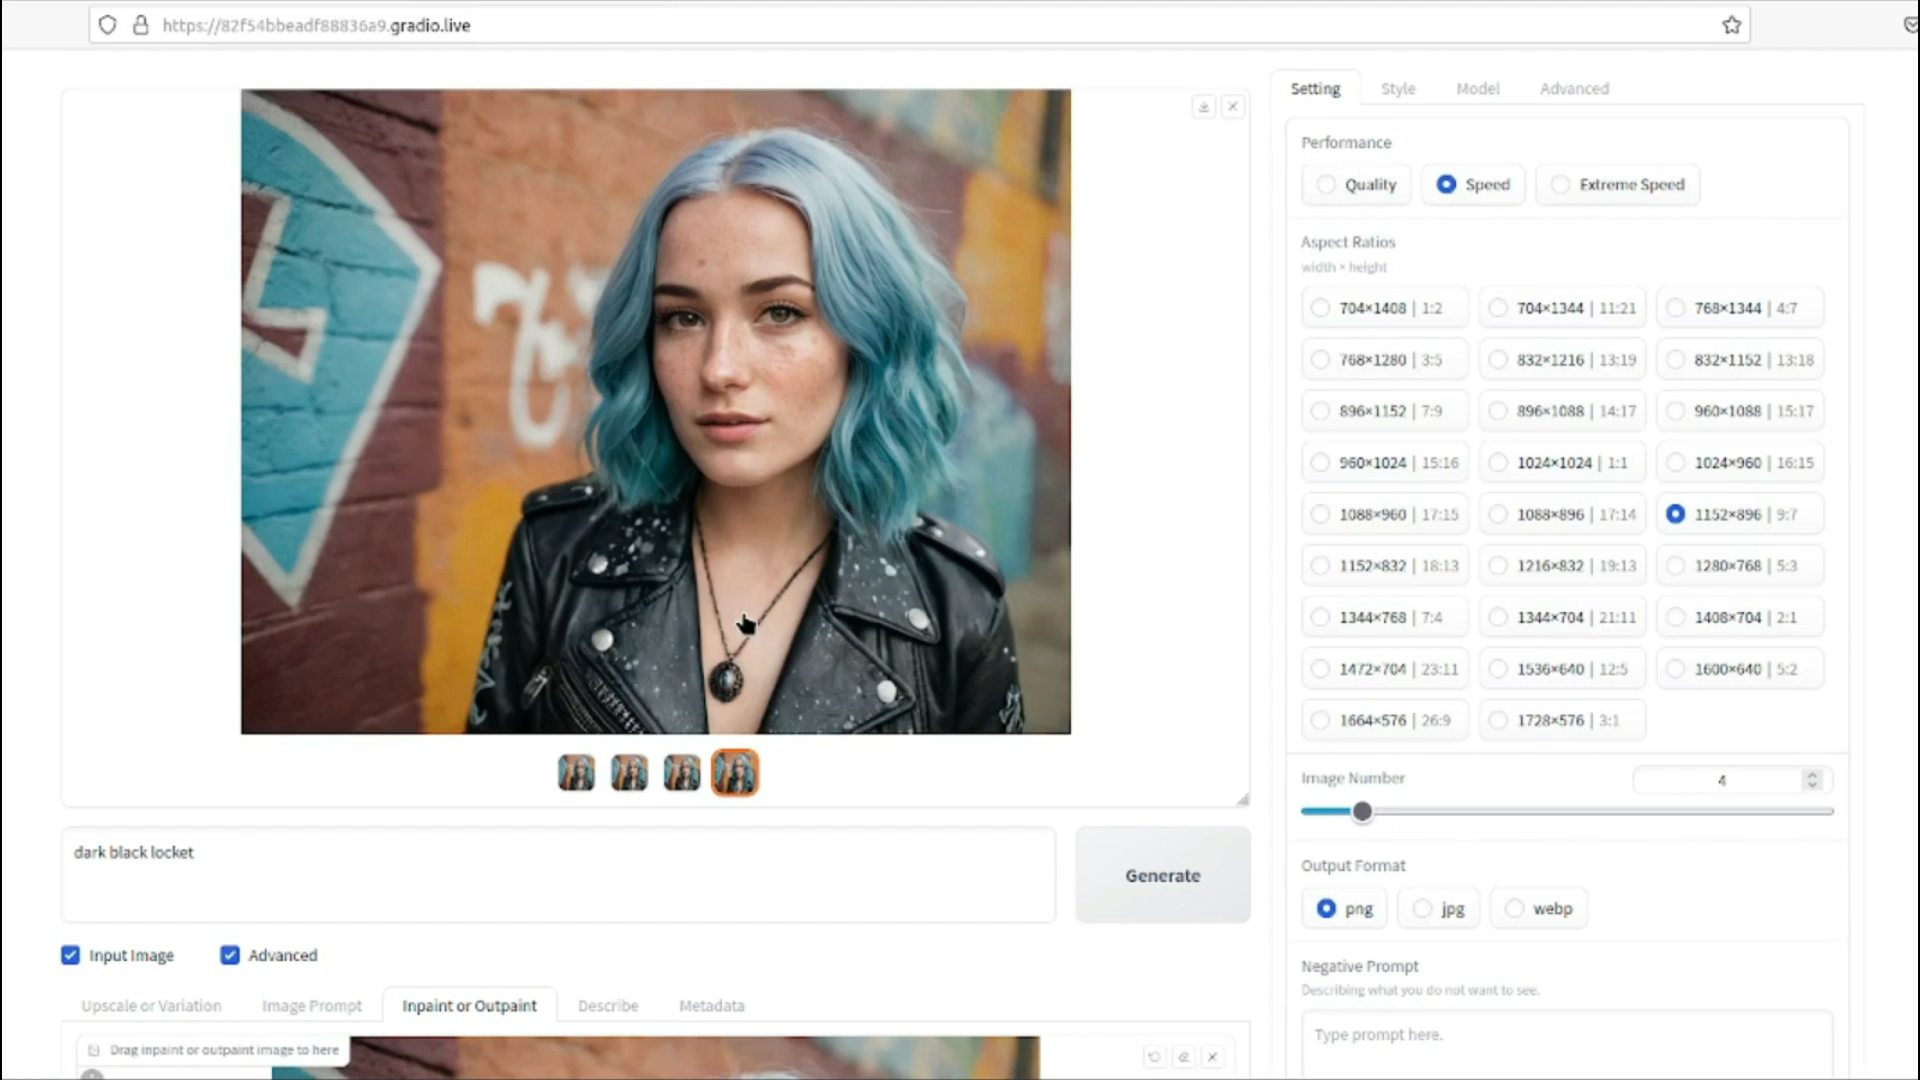 https://82f54bbeadf88836a9.gradio.live
Setting Style Model Advanced
Performance
Quality Speed Extreme Speed
Aspect Ratios
width × height
704×1408 | 1:2 704×1344 | 11:21 768×1344 | 4:7
768×1280 | 3:5 832×1216 | 13:19 832×1152 | 13:18
896×1152 | 7:9 896×1088 | 14:17 960×1088 | 15:17
960×1024 | 15:16 1024×1024 | 1:1 1024×960 | 16:15
1088×960 | 17:15 1088×896 | 17:14 1152×896 | 9:7
1152×832 | 18:13 1216×832 | 19:13 1280×768 | 5:3
1344×768 | 7:4 1344×704 | 21:11 1408×704 | 2:1
1472×704 | 23:11 1536×640 | 12:5 1600×640 | 5:2
1664×576 | 26:9 1728×576 | 3:1
Image Number 4
dark black locket
Generate
Output Format
png jpg webp
Input Image Advanced
Negative Prompt
Describing what you do not want to see.
Upscale or Variation Image Prompt Inpaint or Outpaint Describe Metadata
Type prompt here.
Drag inpaint or outpaint image to here